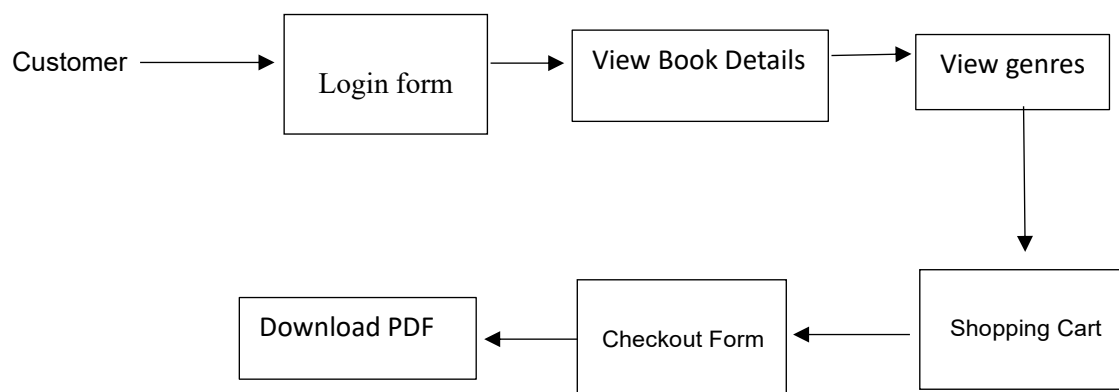 Customer
Login form
View Book Details
View genres
Shopping Cart
Checkout Form
Download PDF